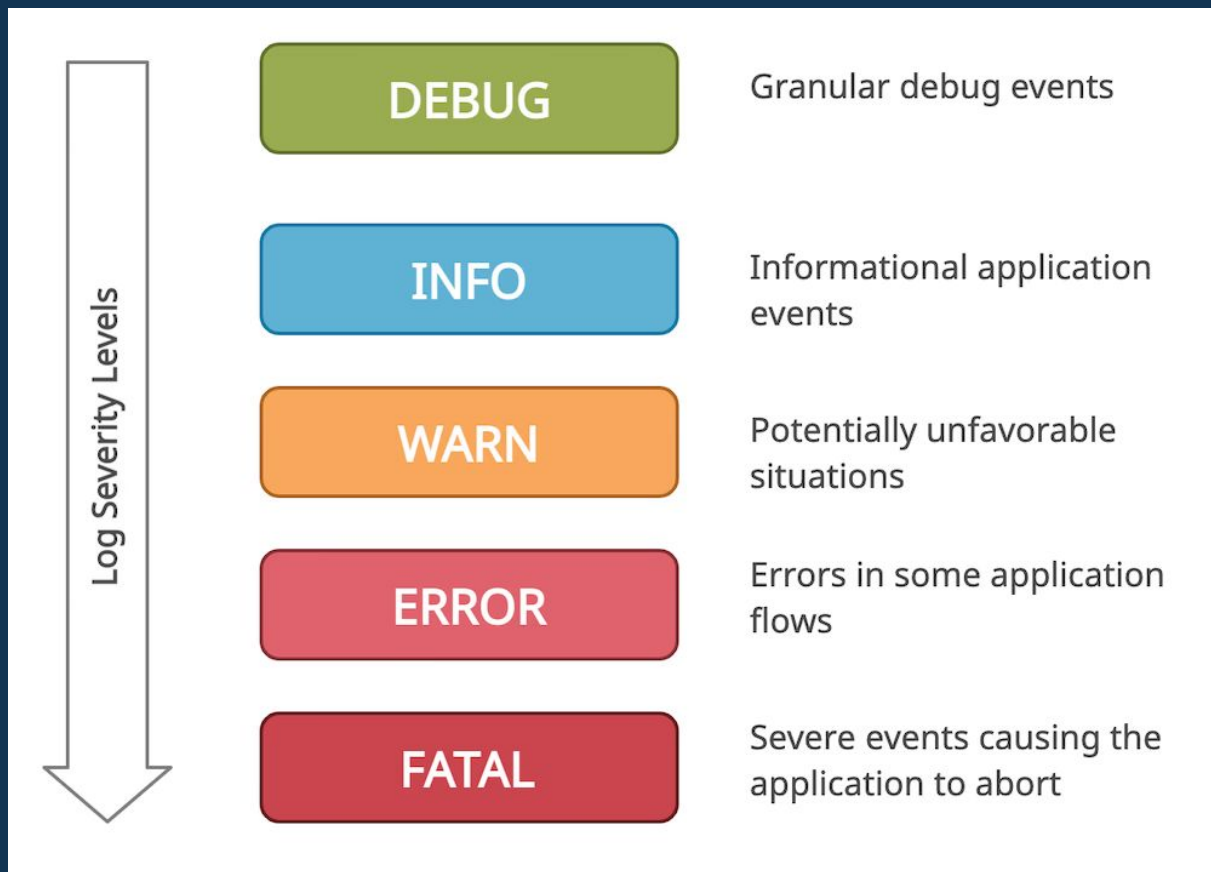 Log Severity Levels
DEBUG
Granular debug events
INFO
Informational application
events
WARN
Potentially unfavorable
situations
ERROR
Errors in some application
flows
FATAL
Severe events causing the
application to abort